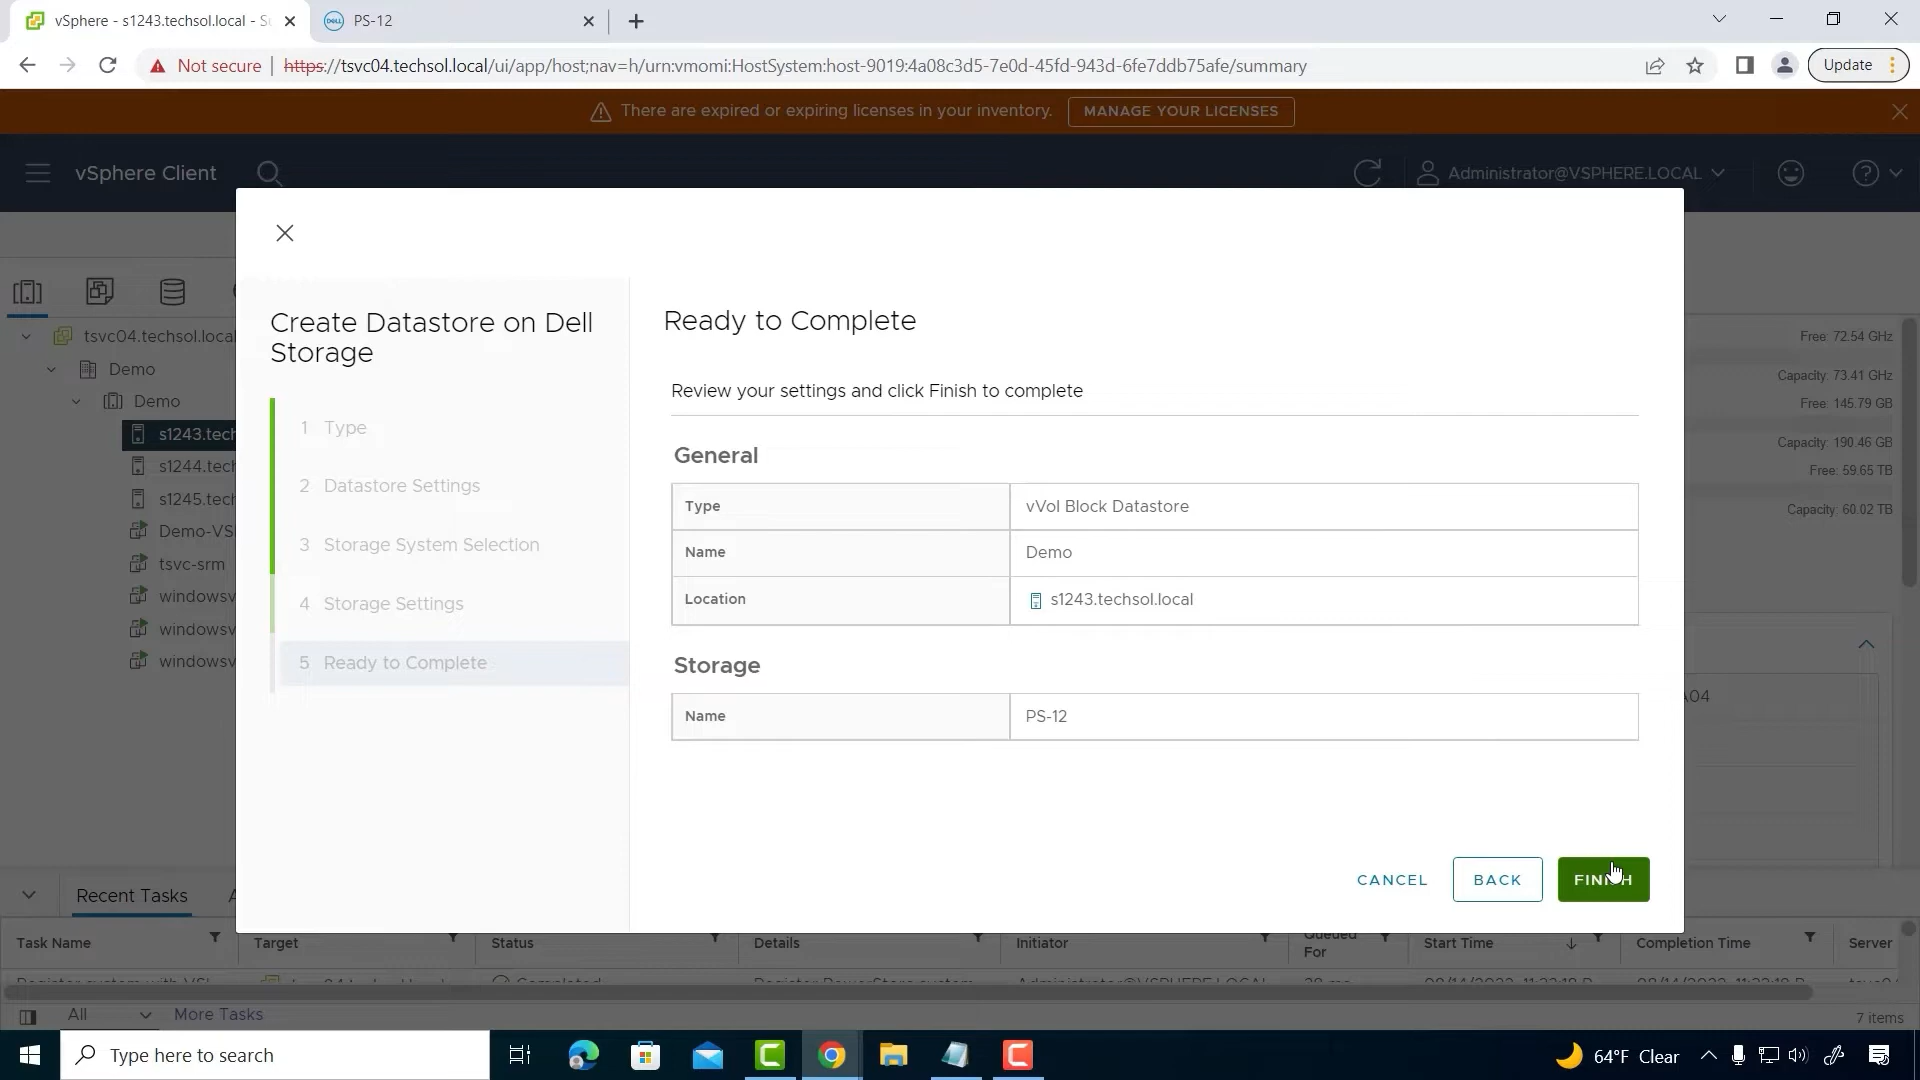 vSphere - s1243.techsol.local - S
PS-12
Not secure
https://tsvc04.techsol.local/ui/app/host;nav=h/urn:vmomi:HostSystem:host-9019:4a08c3d5-7e0d-45fd-943d-6fe7ddb75afe/summary
Update
There are expired or expiring licenses in your inventory.
MANAGE YOUR LICENSES
vSphere Client
Administrator@VSPHERE.LOCAL
tsvc04.techsol.local
Demo
Demo
s1243.tech
s1244.tech
s1245.tech
Demo-VS
tsvc-srm
windowsv
windowsv
windowsv
Free: 72.54 GHz
Capacity: 73.41 GHz
Free: 145.79 GB
Capacity: 190.46 GB
Free: 59.65 TB
Capacity: 60.02 TB
A04
Create Datastore on Dell
Storage
1 Type
2 Datastore Settings
3 Storage System Selection
4 Storage Settings
5 Ready to Complete
Ready to Complete
Review your settings and click Finish to complete
General
Type vVol Block Datastore
Name Demo
Location s1243.techsol.local
Storage
Name PS-12
CANCEL
BACK
FINISH
Recent Tasks
Task Name Target Status Details Initiator Queued For Start Time Completion Time Server
All
More Tasks
7 items
Type here to search
64°F Clear